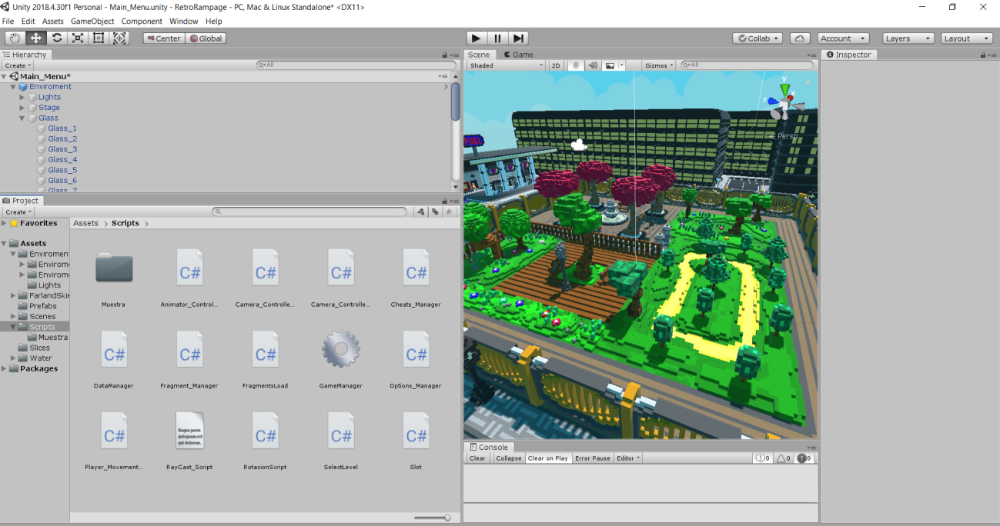 Unity 2018.4.30f1 Personal - Main_Menu.unity - RetroRampage - PC, Mac & Linux Standalone* <DX11>
File Edit Assets GameObject Component Window Help
Center Global Collab Account Layers Layout
Hierarchy
Create All
Main_Menu*
Enviroment
Lights
Stage
Glass
Glass_1
Glass_2
Glass_3
Glass_4
Glass_5
Glass_6
Glass_7
Scene Game
Shaded 2D Gizmos All
y
x
z
Persp
FUEL
Inspector
Project
Create
Favorites
Assets
Enviroment
Envirom
Envirom
Lights
FarlandSkie
Prefabs
Scenes
Scripts
Muestra
Slices
Water
Packages
Assets Scripts
Muestra Animator_Control... Camera_Controlle... Camera_Controlle... Cheats_Manager
C# C# C# C#
DataManager Fragment_Manager FragmentsLoad GameManager Options_Manager
C# C# C# C#
Player_Movement... RayCast_Script RotacionScript SelectLevel Slot
C# C# C# C#
Neque porro
quisquam est
qui dolorem.
Console
Clear Collapse Clear on Play Error Pause Editor 0 0 0